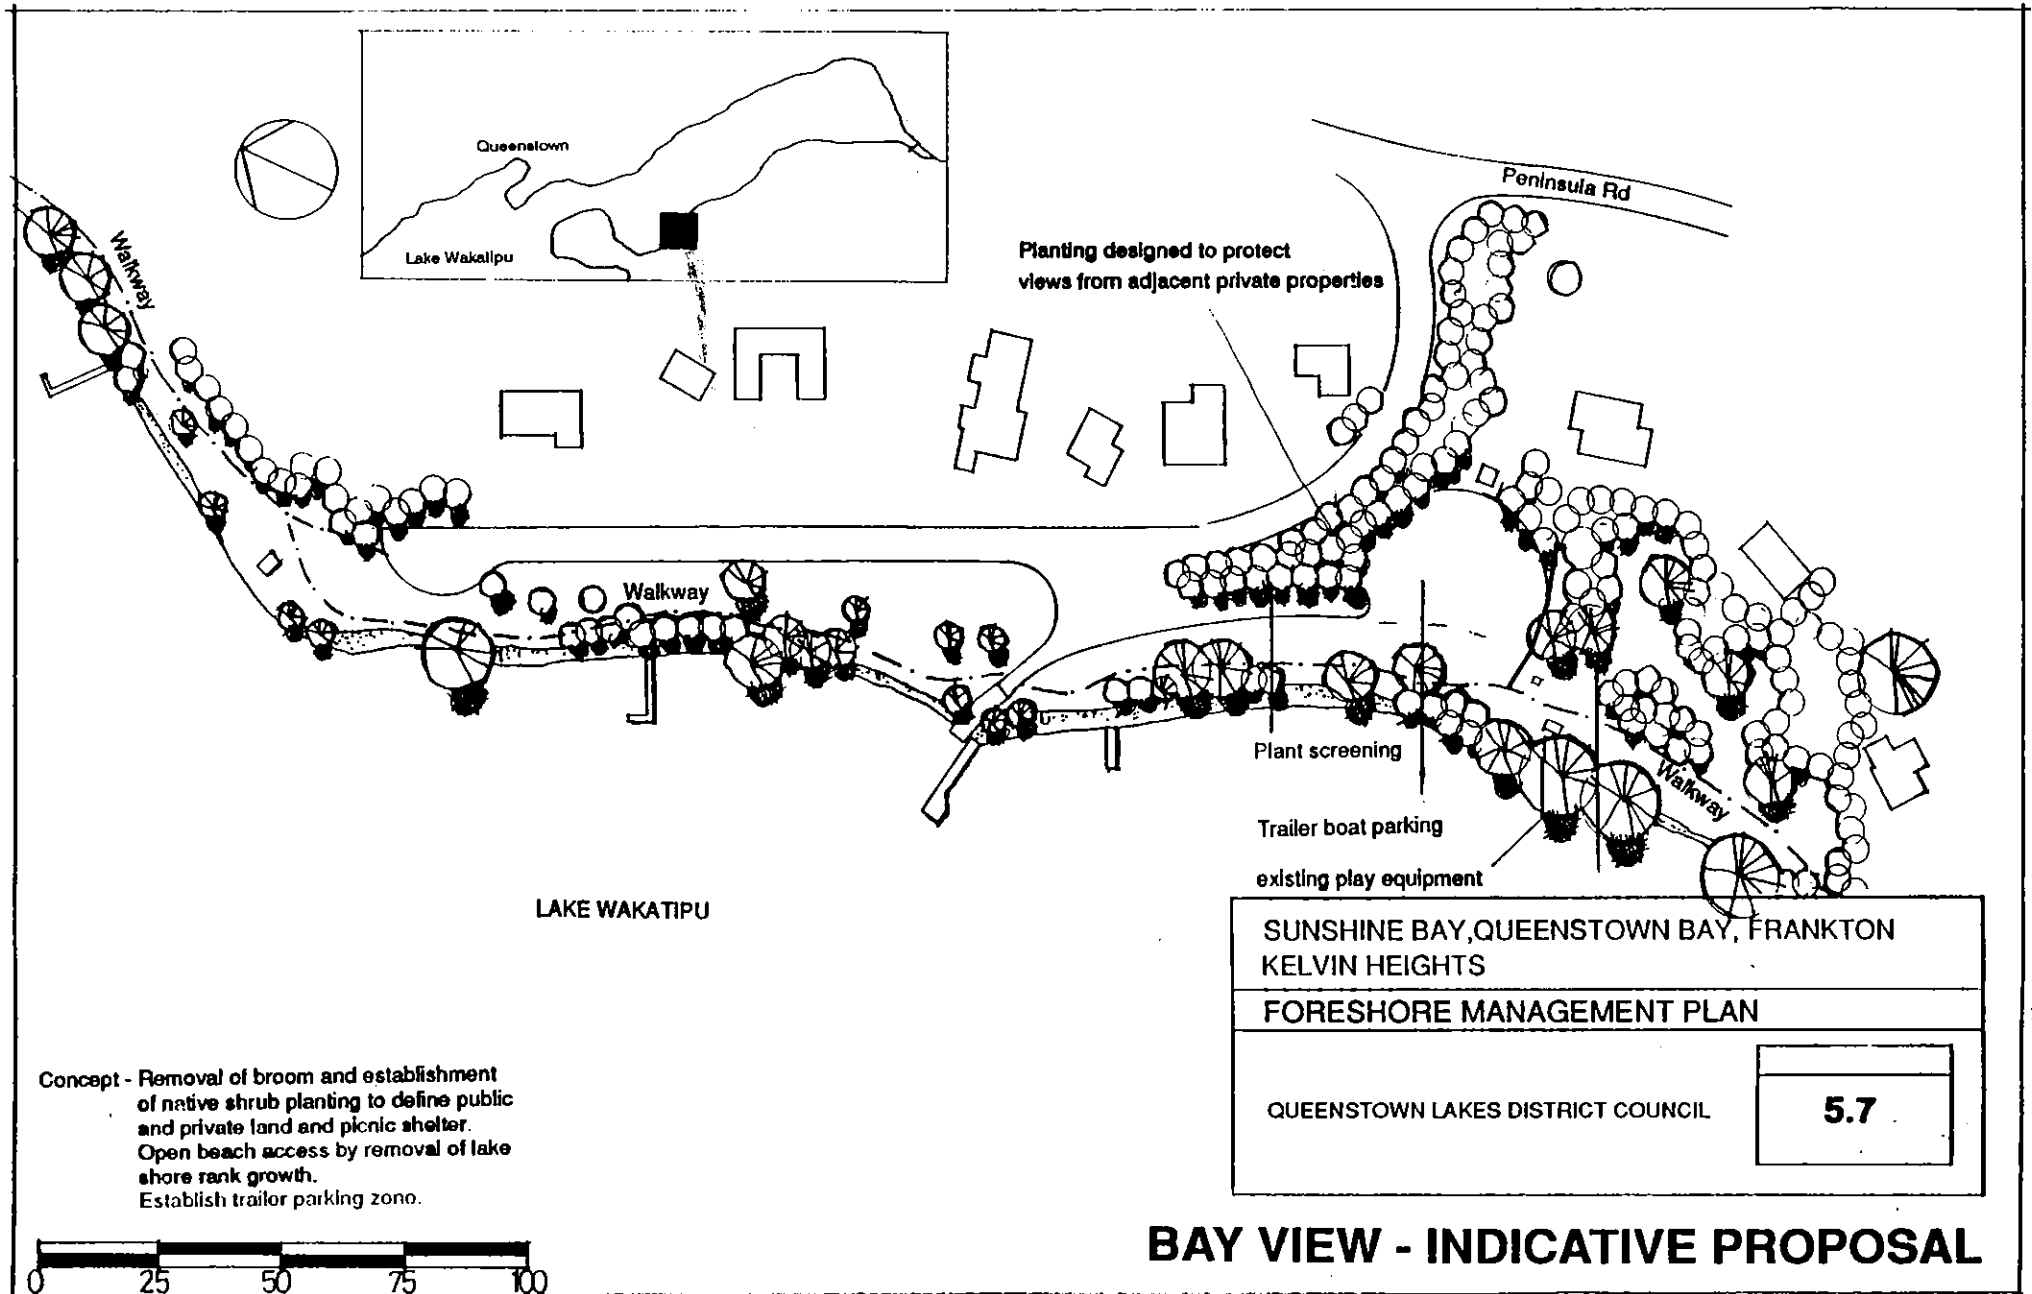 Queenstown
Lake Wakatipu
Peninsula Rd
Walkway
Planting designed to protect
views from adjacent private properties
Walkway
Plant screening
Walkway
Trailer boat parking
existing play equipment
LAKE WAKATIPU
SUNSHINE BAY,QUEENSTOWN BAY, FRANKTON
KELVIN HEIGHTS
FORESHORE MANAGEMENT PLAN
QUEENSTOWN LAKES DISTRICT COUNCIL
5.7
Concept - Removal of broom and establishment
of native shrub planting to define public
and private land and picnic shelter.
Open beach access by removal of lake
shore rank growth.
Establish trailor parking zono.
0 25 50 75 100
BAY VIEW - INDICATIVE PROPOSAL